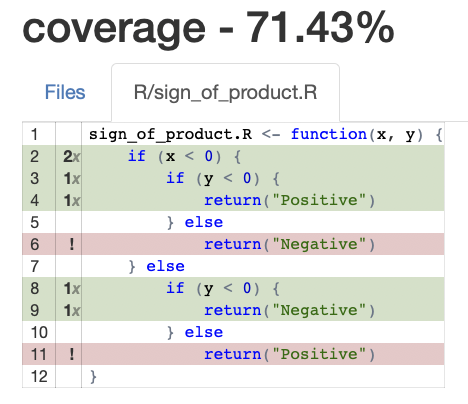 coverage - 71.43%
Files R/sign_of_product.R
1 sign_of_product.R <- function(x, y) {
2 2x if (x < 0) {
3 1x if (y < 0) {
4 1x return("Positive")
5 } else
6 ! return("Negative")
7 } else
8 1x if (y < 0) {
9 1x return("Negative")
10 } else
11 ! return("Positive")
12 }